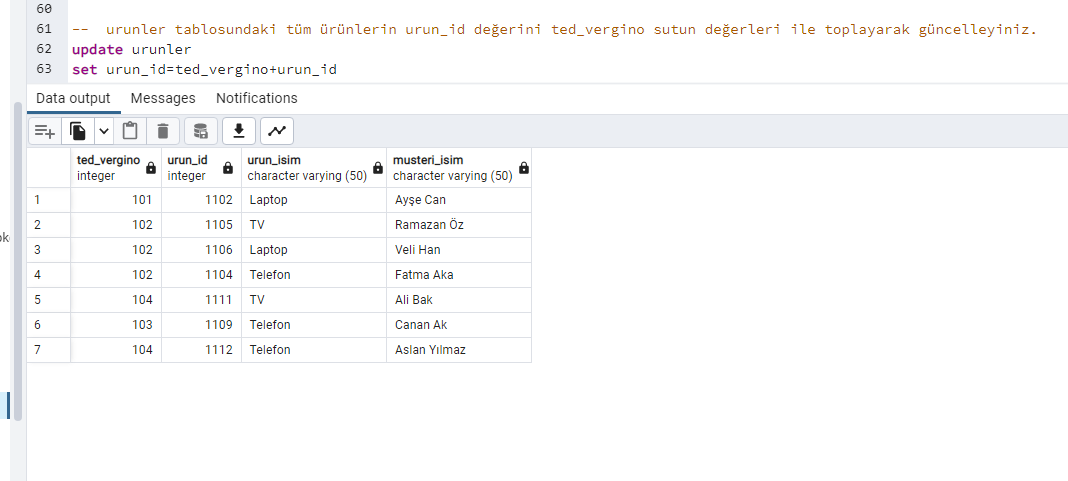 60
61 -- urunler tablosundaki tüm ürünlerin urun_id değerini ted_vergino sutun değerleri ile toplayarak güncelleyiniz.
62 update urunler
63 set urun_id=ted_vergino+urun_id
Data output Messages Notifications
ted_vergino urun_id urun_isim musteri_isim
integer integer character varying (50) character varying (50)
1 101 1102 Laptop Ayşe Can
2 102 1105 TV Ramazan Öz
3 102 1106 Laptop Veli Han
4 102 1104 Telefon Fatma Aka
5 104 1111 TV Ali Bak
6 103 1109 Telefon Canan Ak
7 104 1112 Telefon Aslan Yılmaz